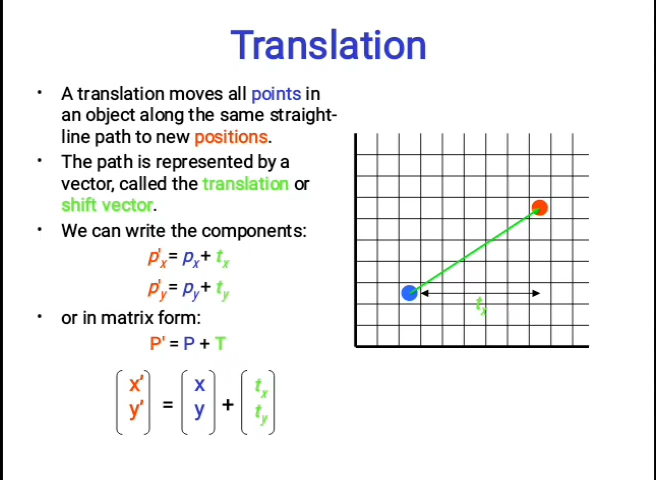 Translation
• A translation moves all points in
an object along the same straight-
line path to new positions.
• The path is represented by a
vector, called the translation or
shift vector.
• We can write the components:
p'x = px + tx
p'y = py + ty
• or in matrix form:
P' = P + T
(x' y') = (x y) + (tx ty)
tx